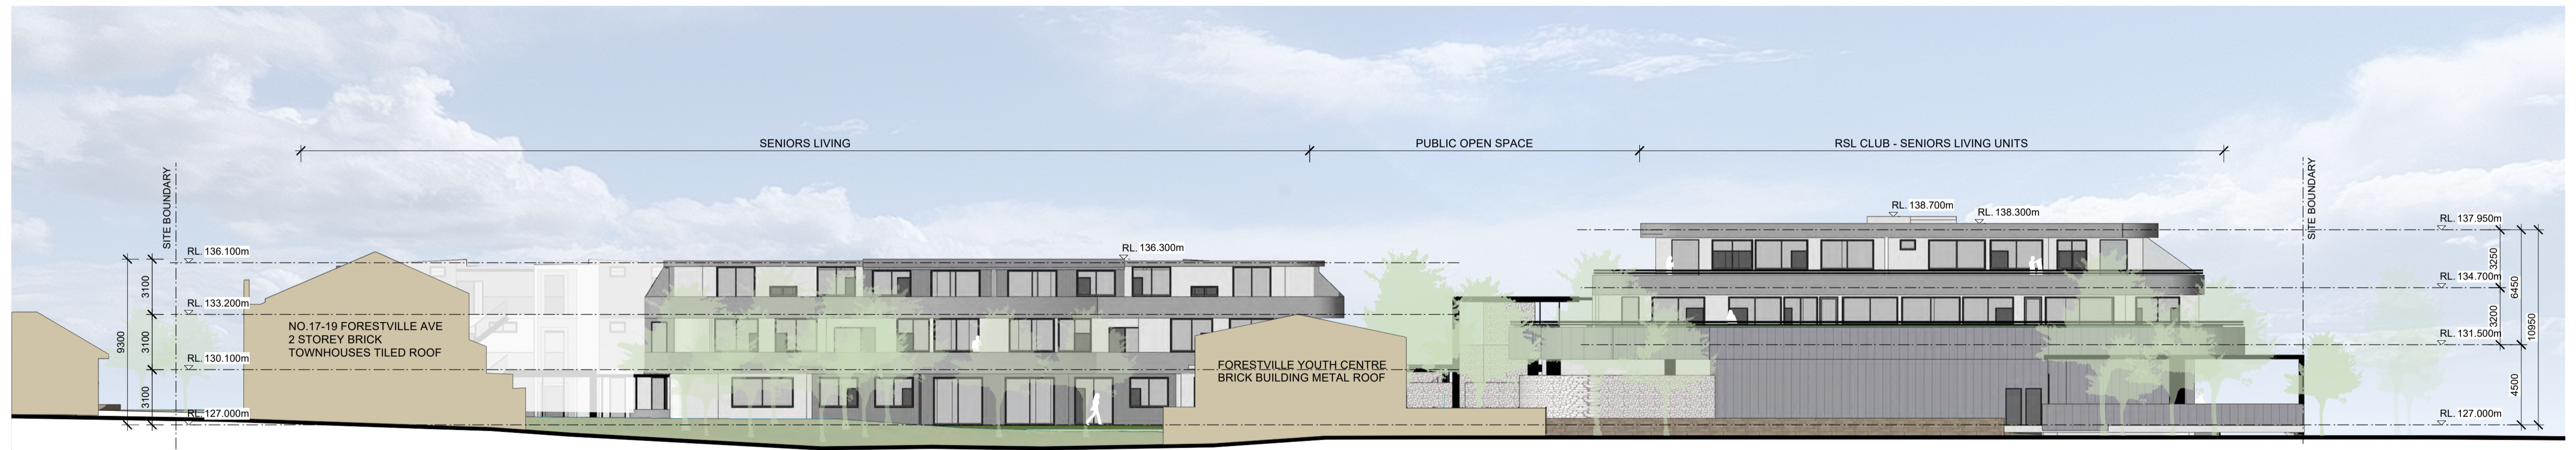 SENIORS LIVING
PUBLIC OPEN SPACE
RSL CLUB - SENIORS LIVING UNITS
SITE BOUNDARY
SITE BOUNDARY
RL. 138.700m
RL. 138.300m
RL. 137.950m
RL. 136.100m
RL. 136.300m
RL. 134.700m
RL. 133.200m
RL. 131.500m
RL. 130.100m
RL. 127.000m
RL. 127.000m
9300
3100
3100
3100
NO.17-19 FORESTVILLE AVE
2 STOREY BRICK
TOWNHOUSES TILED ROOF
FORESTVILLE YOUTH CENTRE
BRICK BUILDING METAL ROOF
3250
3200
4500
6450
10950